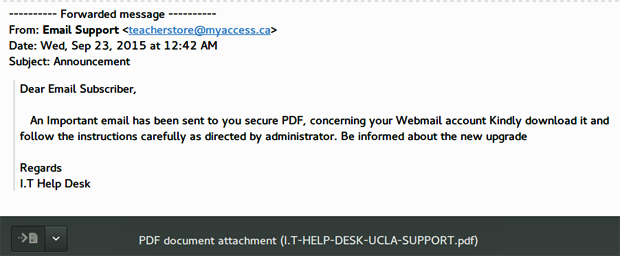 ---------- Forwarded message ----------
From: Email Support <teacherstore@myaccess.ca>
Date: Wed, Sep 23, 2015 at 12:42 AM
Subject: Announcement
Dear Email Subscriber,
An Important email has been sent to you secure PDF, concerning your Webmail account Kindly download it and
follow the instructions carefully as directed by administrator. Be informed about the new upgrade
Regards
I.T Help Desk
PDF document attachment (I.T-HELP-DESK-UCLA-SUPPORT.pdf)